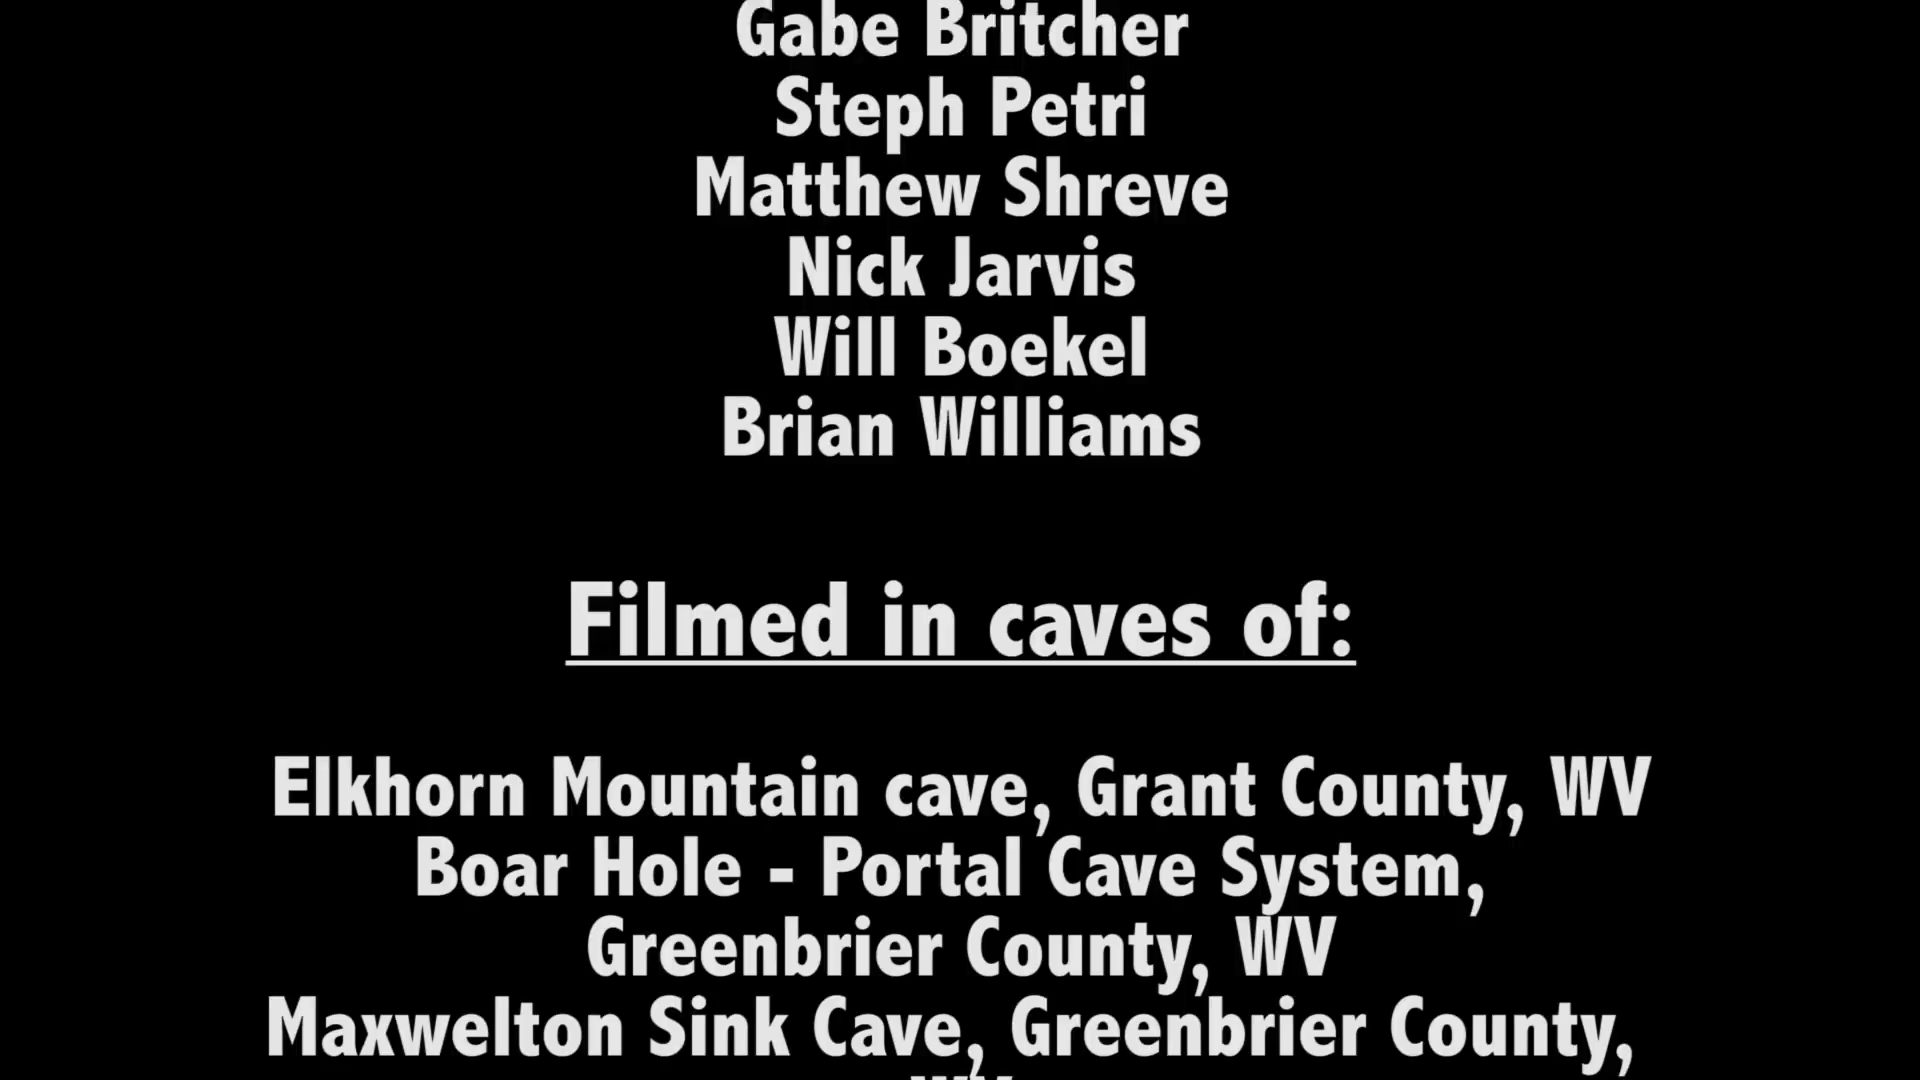 Gabe Britcher
Steph Petri
Matthew Shreve
Nick Jarvis
Will Boekel
Brian Williams
Filmed in caves of:
Elkhorn Mountain cave, Grant County, WV
Boar Hole - Portal Cave System,
Greenbrier County, WV
Maxwelton Sink Cave, Greenbrier County,